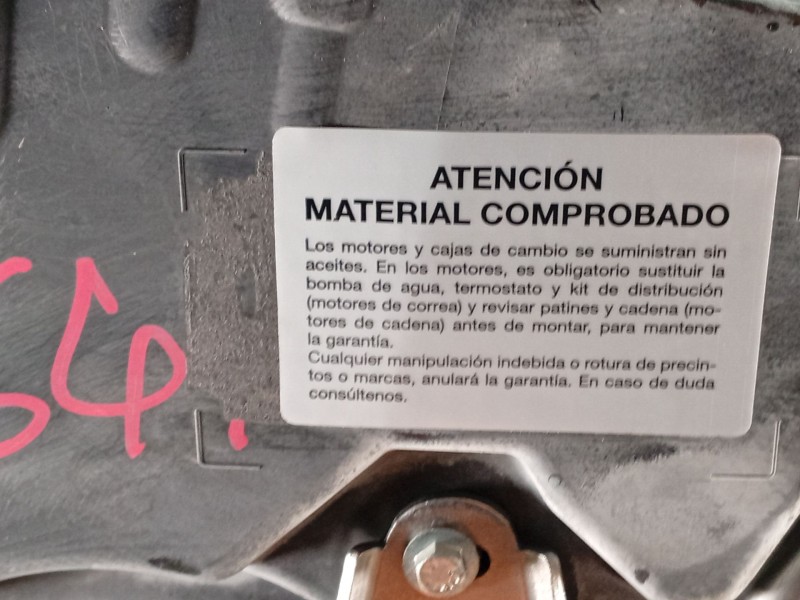 ATENCIÓN
MATERIAL COMPROBADO
Los motores y cajas de cambio se suministran sin
aceites. En los motores, es obligatorio sustituir la
bomba de agua, termostato y kit de distribución
(motores de correa) y revisar patines y cadena (mo-
tores de cadena) antes de montar, para mantener
la garantía.
Cualquier manipulación indebida o rotura de precin-
tos o marcas, anulará la garantía. En caso de duda
consúltenos.